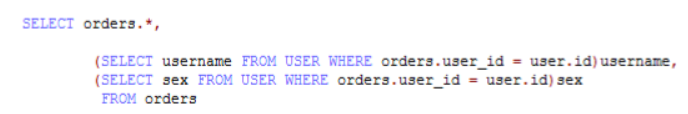 SELECT orders.*,
(SELECT username FROM USER WHERE orders.user_id = user.id)username,
(SELECT sex FROM USER WHERE orders.user_id = user.id)sex
FROM orders